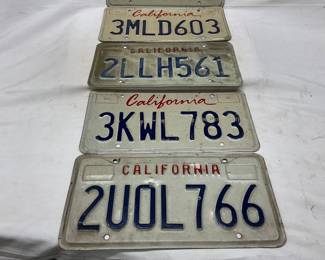 California
3MLD603
CALIFORNIA
2LLH561
California
3KWL783
CALIFORNIA
2UOL766